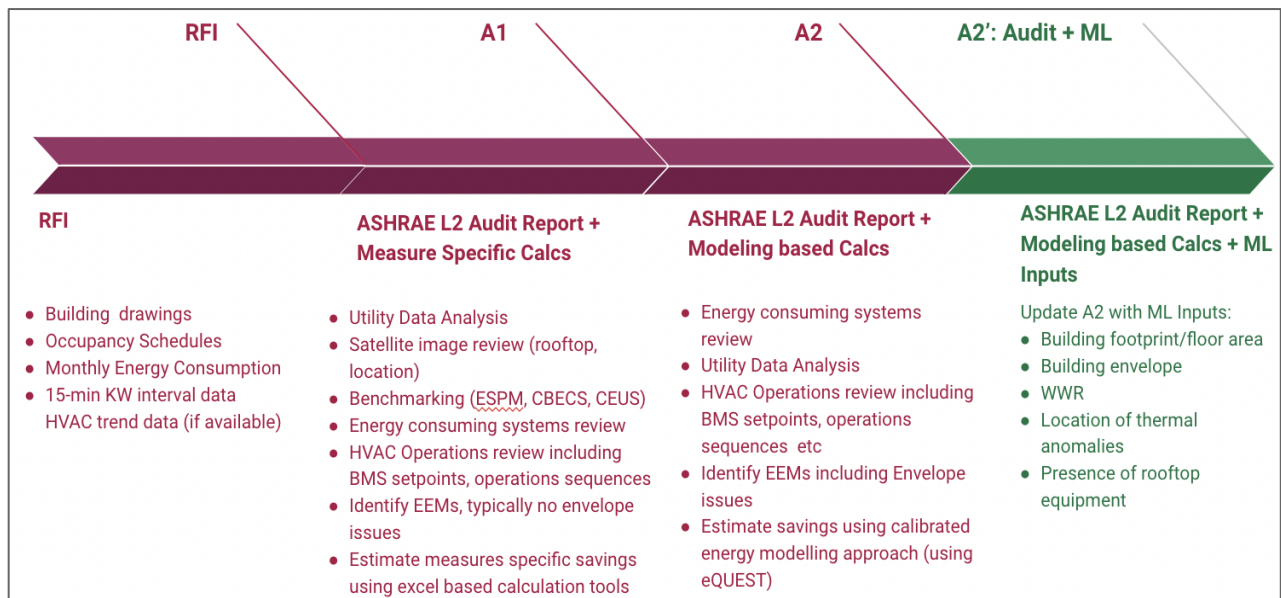 RFI
A1
A2
A2’: Audit + ML
RFI
● Building drawings
● Occupancy Schedules
● Monthly Energy Consumption
● 15-min KW interval data
HVAC trend data (if available)
ASHRAE L2 Audit Report +
Measure Specific Calcs
● Utility Data Analysis
● Satellite image review (rooftop,
location)
● Benchmarking (ESPM, CBECS, CEUS)
● Energy consuming systems review
● HVAC Operations review including
BMS setpoints, operations sequences
● Identify EEMs, typically no envelope
issues
● Estimate measures specific savings
using excel based calculation tools
ASHRAE L2 Audit Report +
Modeling based Calcs
● Energy consuming systems
review
● Utility Data Analysis
● HVAC Operations review including
BMS setpoints, operations
sequences etc
● Identify EEMs including Envelope
issues
● Estimate savings using calibrated
energy modelling approach (using
eQUEST)
ASHRAE L2 Audit Report +
Modeling based Calcs + ML
Inputs
Update A2 with ML Inputs:
● Building footprint/floor area
● Building envelope
● WWR
● Location of thermal
anomalies
● Presence of rooftop
equipment